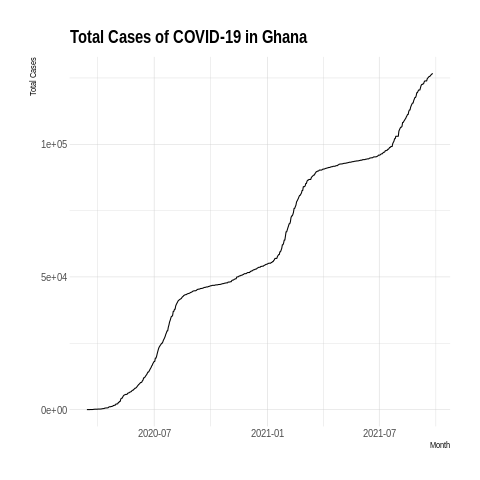 Total Cases of COVID-19 in Ghana
Total Cases
1e+05
5e+04
0e+00
2020-07 2021-01 2021-07
Month